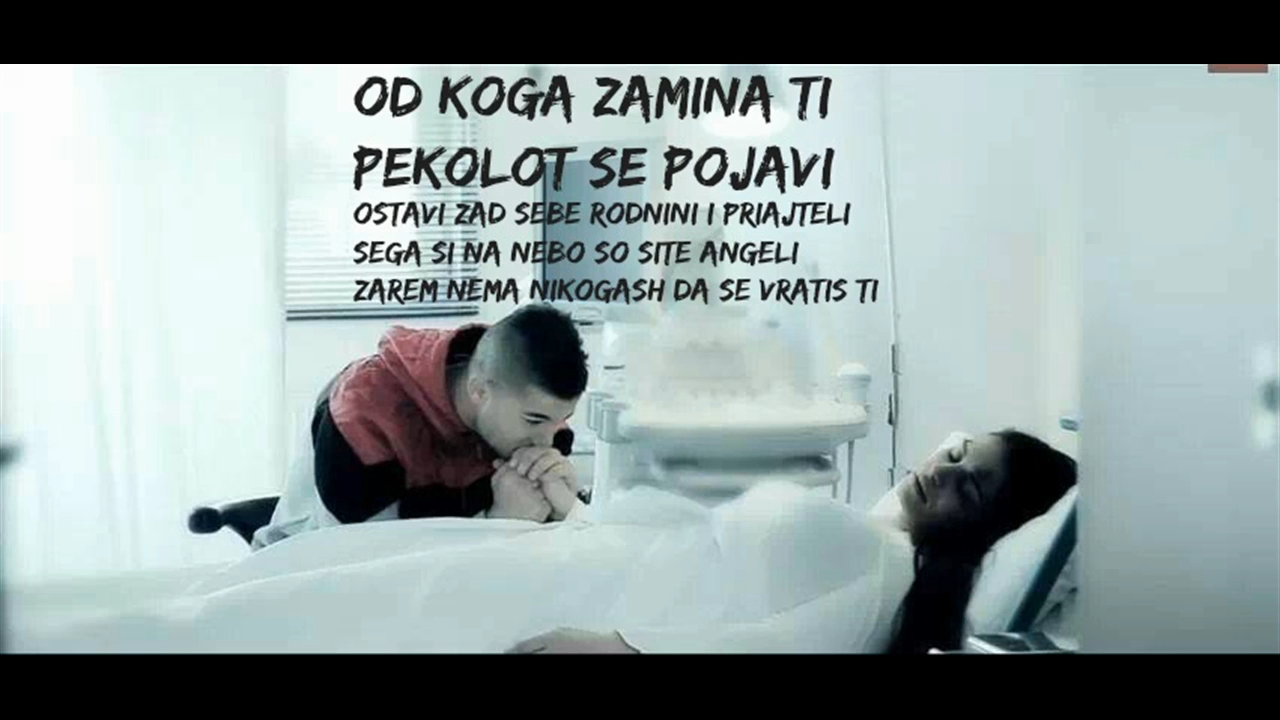 OD KOGA ZAMINA TI
PEKOLOT SE POJAVI
OSTAVI ZAD SEBE RODNINI I PRIAJTELI
SEGA SI NA NEBO SO SITE ANGELI
ZAREM NEMA NIKOGASH DA SE VRATIS TI